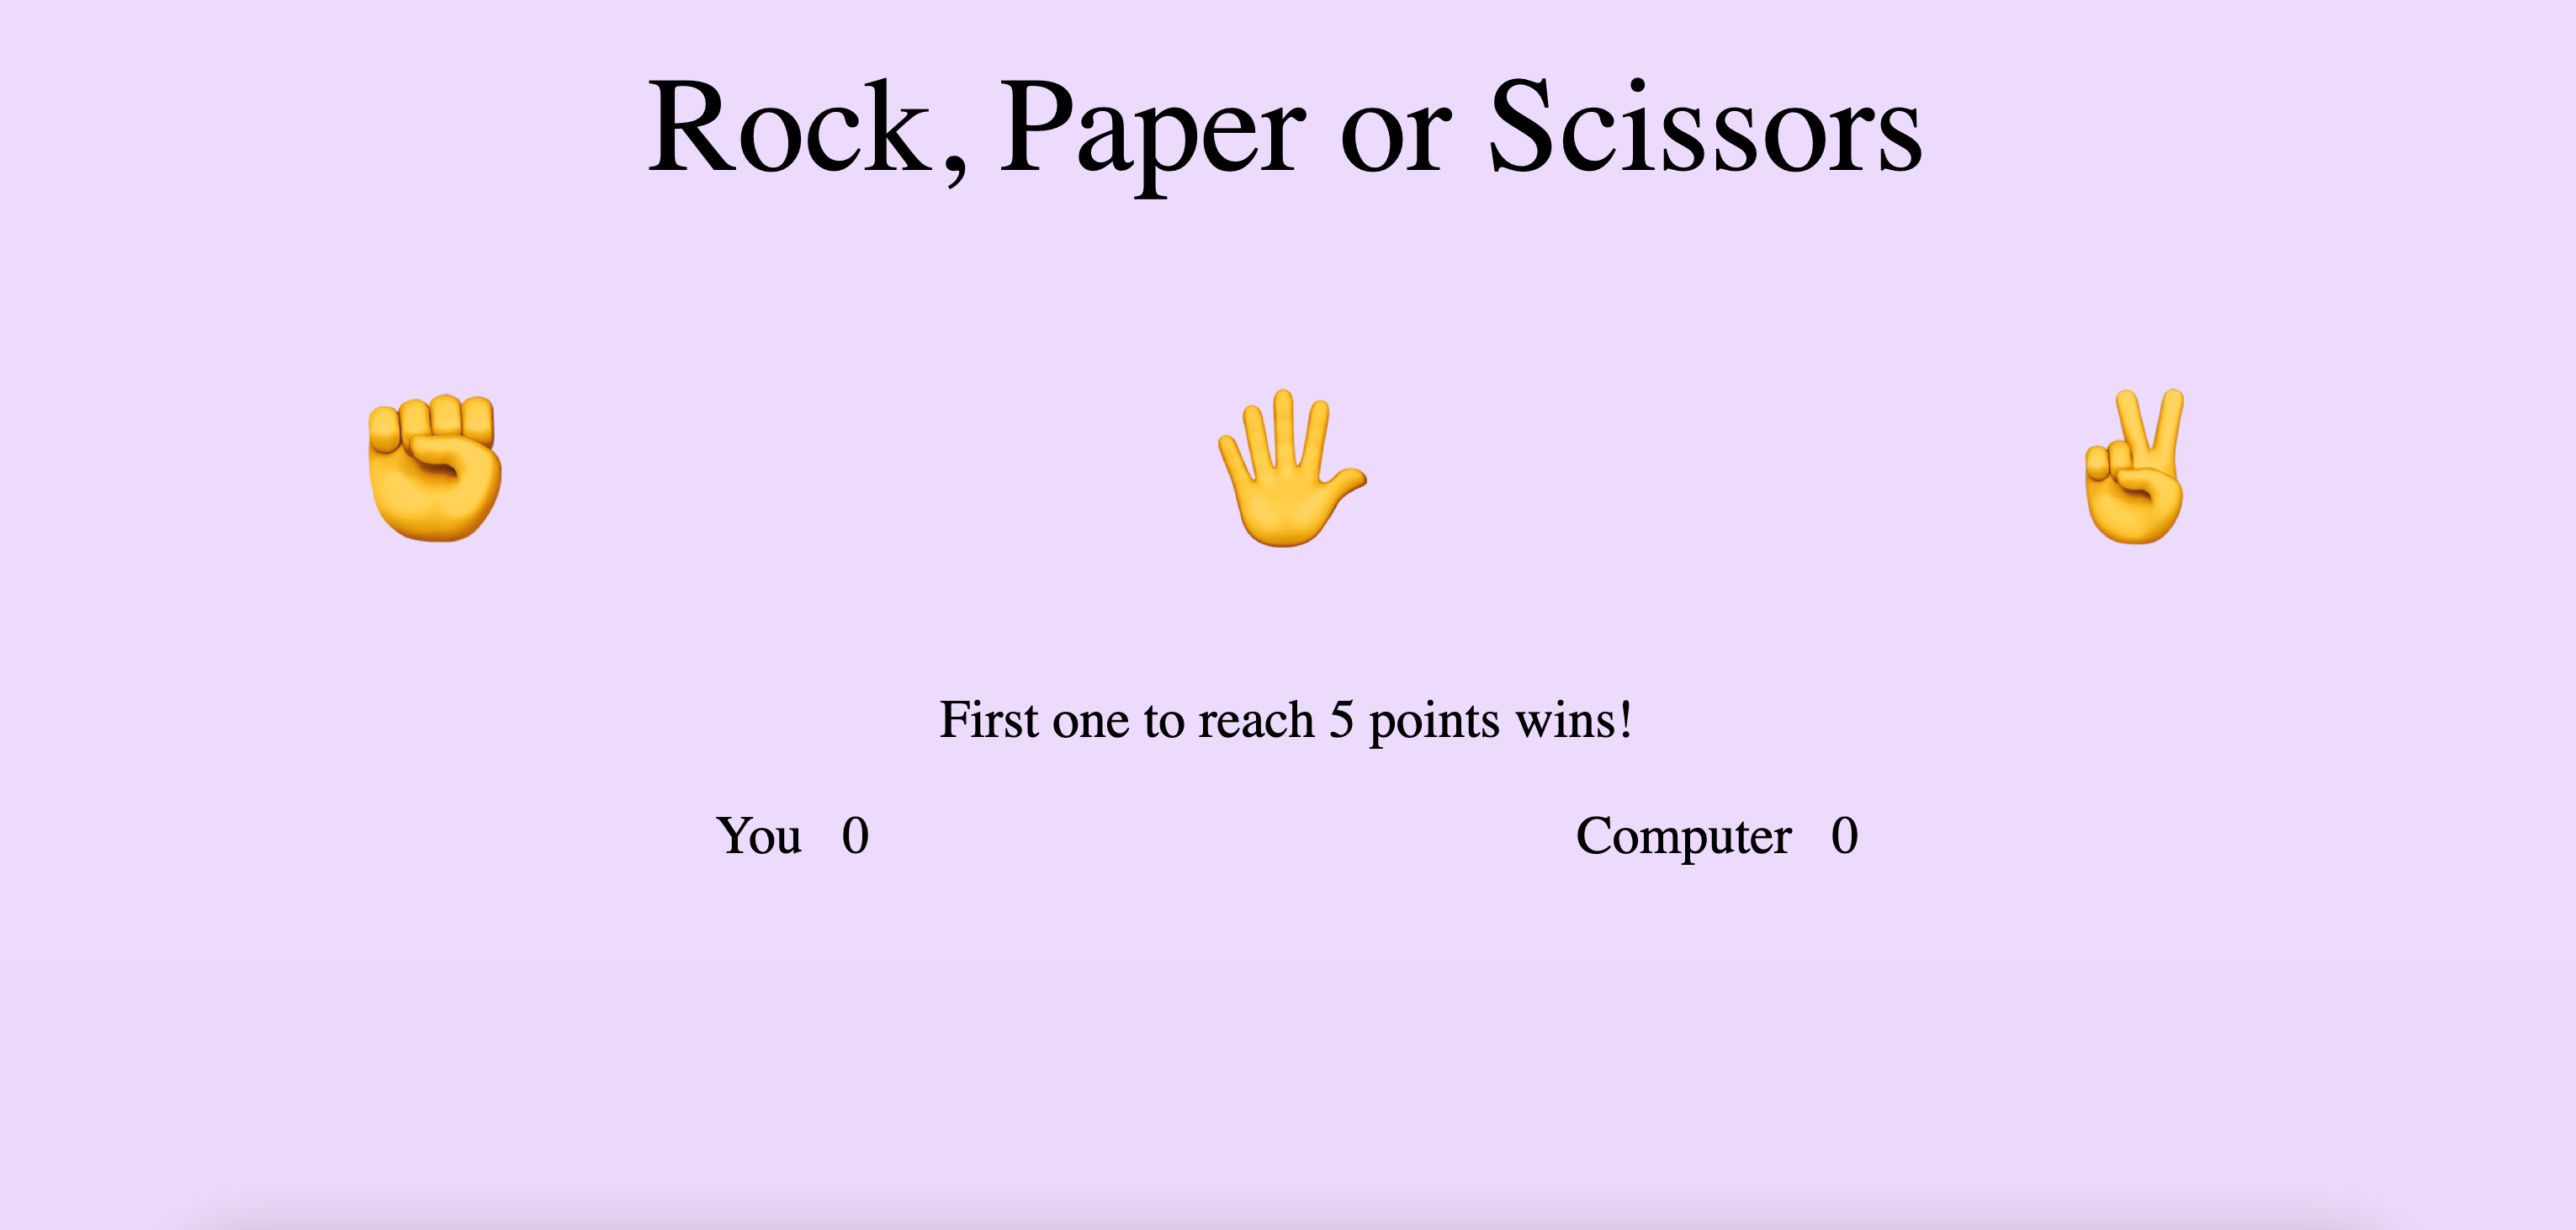 Rock, Paper or Scissors
First one to reach 5 points wins!
You 0
Computer 0